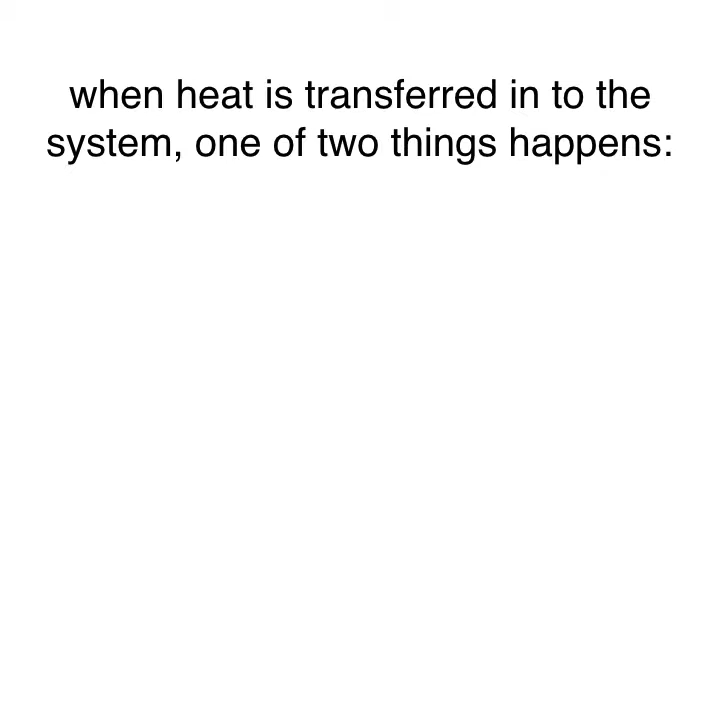 when heat is transferred in to the
system, one of two things happens: